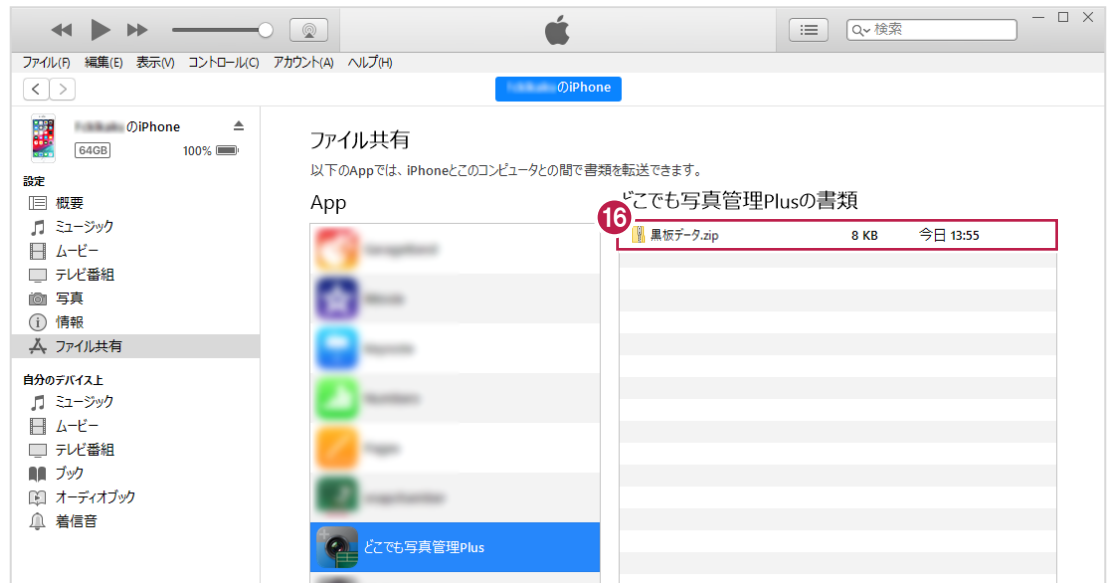 検索
ファイル(F) 編集(E) 表示(V) コントロール(C) アカウント(A) ヘルプ(H)
のiPhone
のiPhone
64GB 100%
設定
概要
ミュージック
ムービー
テレビ番組
写真
情報
ファイル共有
自分のデバイス上
ミュージック
ムービー
テレビ番組
ブック
オーディオブック
着信音
ファイル共有
以下のAppでは、iPhoneとこのコンピュータとの間で書類を転送できます。
App
どこでも写真管理Plus
どこでも写真管理Plusの書類
16
黒板データ.zip 8 KB 今日 13:55